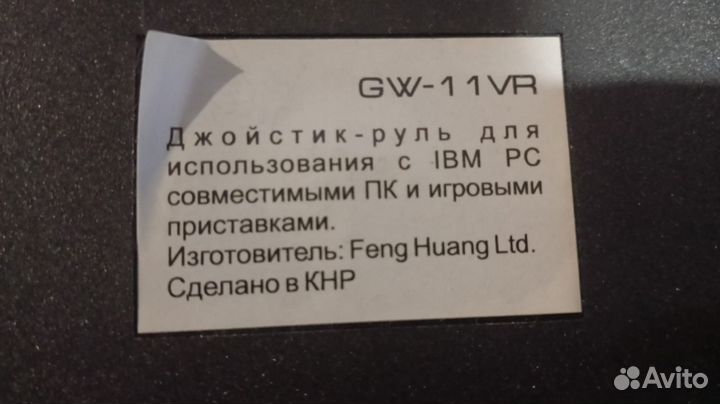 GW-11VR
Джойстик-руль для
использования с IBM PC
совместимыми ПК и игровыми
приставками.
Изготовитель: Feng Huang Ltd.
Сделано в КНР
Avito